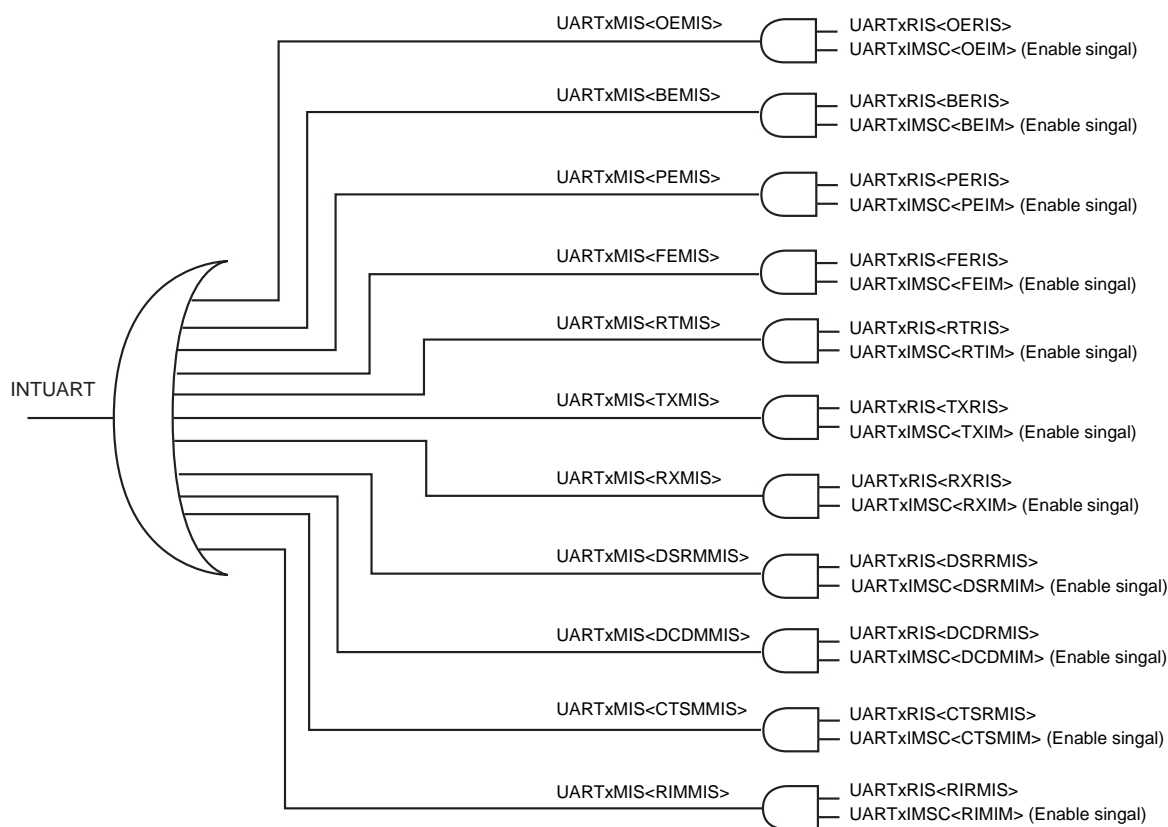 UARTxMIS<OEMIS>
UARTxRIS<OERIS>
UARTxIMSC<OEIM> (Enable singal)
UARTxMIS<BEMIS>
UARTxRIS<BERIS>
UARTxIMSC<BEIM> (Enable singal)
UARTxMIS<PEMIS>
UARTxRIS<PERIS>
UARTxIMSC<PEIM> (Enable singal)
UARTxMIS<FEMIS>
UARTxRIS<FERIS>
UARTxIMSC<FEIM> (Enable singal)
UARTxMIS<RTMIS>
UARTxRIS<RTRIS>
UARTxIMSC<RTIM> (Enable singal)
INTUART
UARTxMIS<TXMIS>
UARTxRIS<TXRIS>
UARTxIMSC<TXIM> (Enable singal)
UARTxMIS<RXMIS>
UARTxRIS<RXRIS>
UARTxIMSC<RXIM> (Enable singal)
UARTxMIS<DSRMMIS>
UARTxRIS<DSRRMIS>
UARTxIMSC<DSRMIM> (Enable singal)
UARTxMIS<DCDMMIS>
UARTxRIS<DCDRMIS>
UARTxIMSC<DCDMIM> (Enable singal)
UARTxMIS<CTSMMIS>
UARTxRIS<CTSRMIS>
UARTxIMSC<CTSMIM> (Enable singal)
UARTxMIS<RIMMIS>
UARTxRIS<RIRMIS>
UARTxIMSC<RIMIM> (Enable singal)